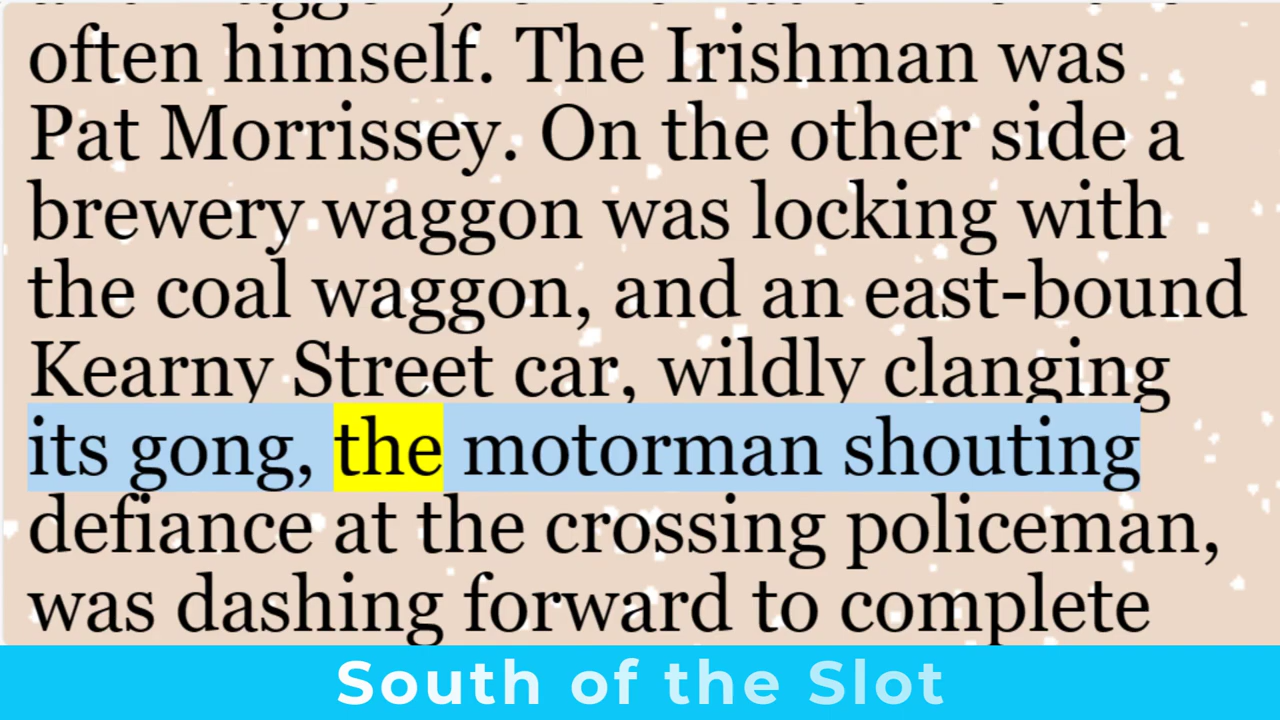 often himself. The Irishman was
Pat Morrissey. On the other side a
brewery waggon was locking with
the coal waggon, and an east-bound
Kearny Street car, wildly clanging
its gong, the motorman shouting
defiance at the crossing policeman,
was dashing forward to complete
South of the Slot